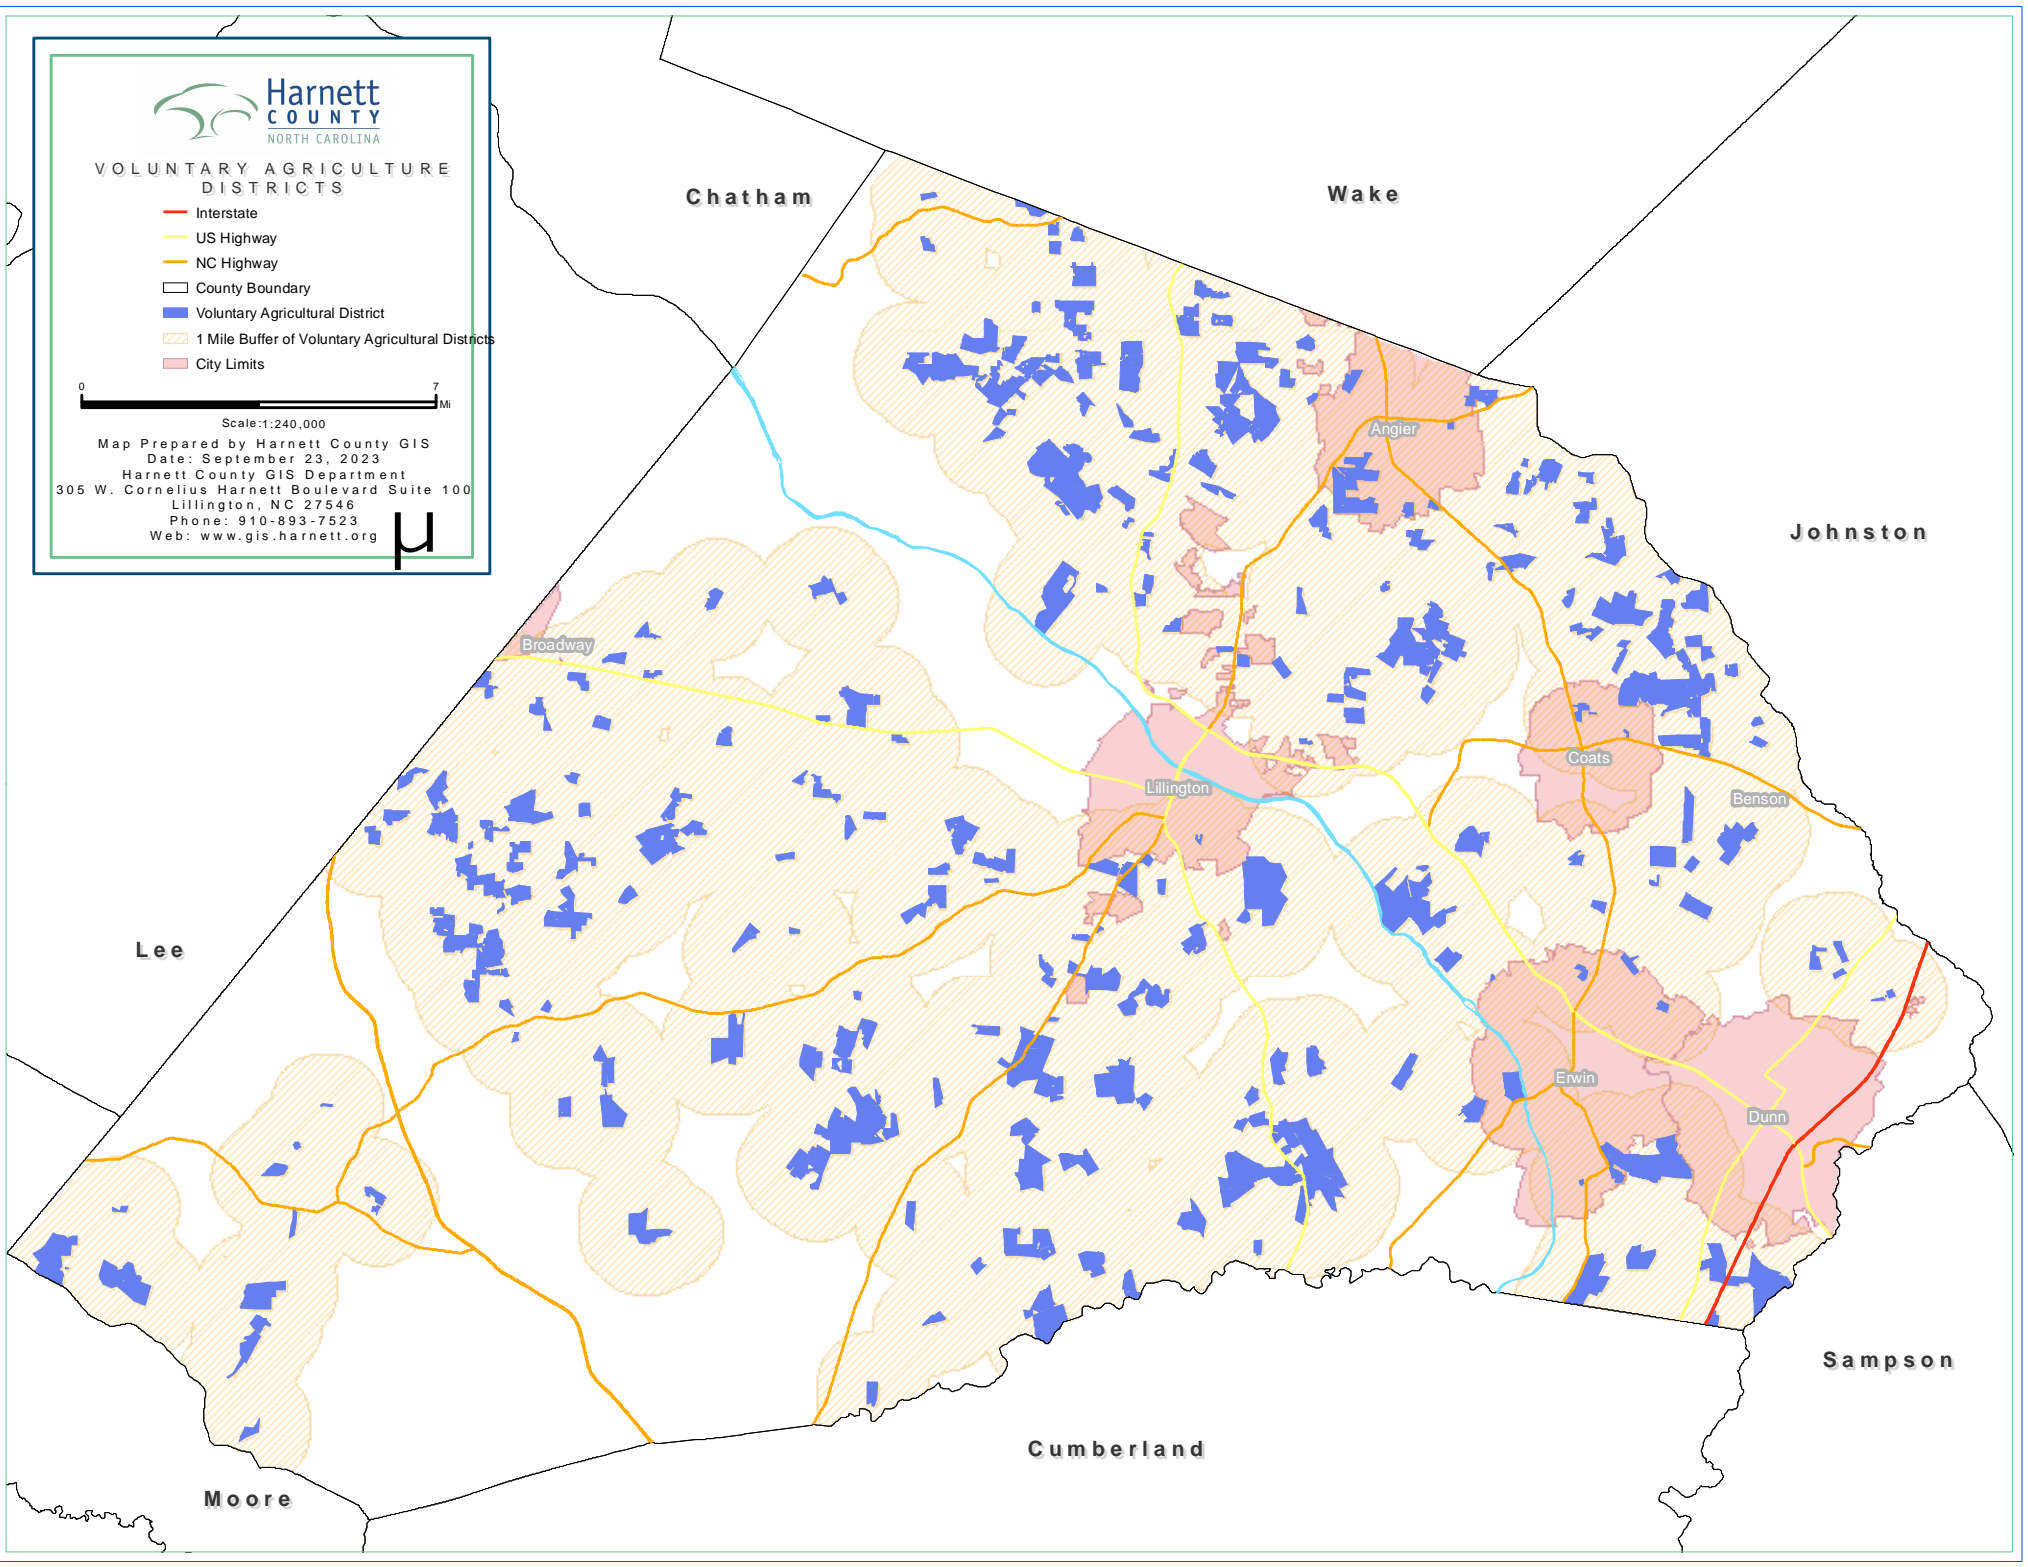 Harnett
COUNTY
NORTH CAROLINA
VOLUNTARY AGRICULTURE
DISTRICTS
Interstate
US Highway
NC Highway
County Boundary
Voluntary Agricultural District
1 Mile Buffer of Voluntary Agricultural Districts
City Limits
0 7
Mi
Scale:1:240,000
Map Prepared by Harnett County GIS
Date: September 23, 2023
Harnett County GIS Department
305 W. Cornelius Harnett Boulevard Suite 100
Lillington, NC 27546
Phone: 910-893-7523
Web: www.gis.harnett.org
µ
Chatham
Wake
Angier
Johnston
Broadway
Coats
Lillington
Benson
Lee
Erwin
Dunn
Sampson
Cumberland
Moore